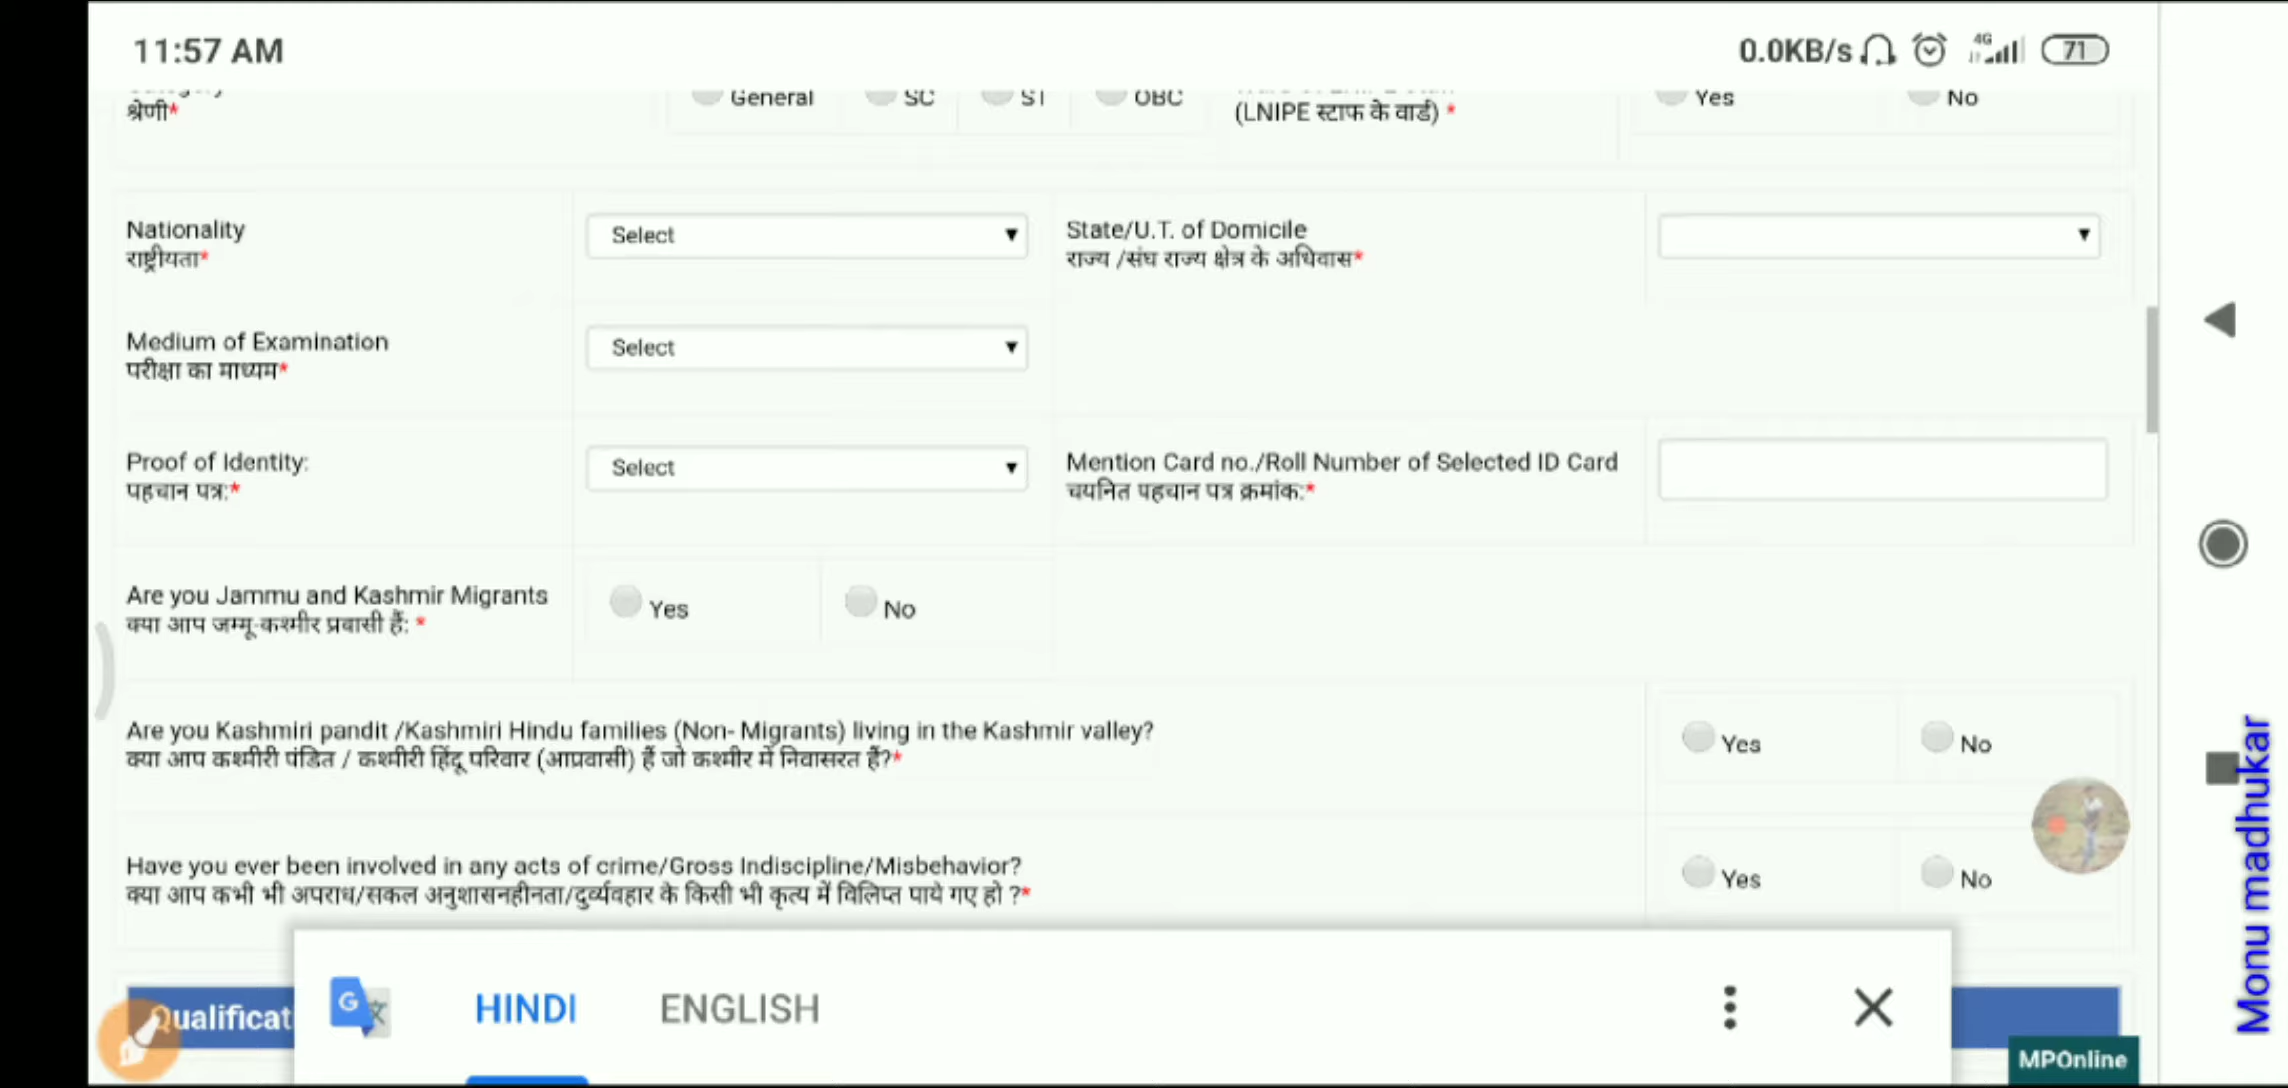 11:57 AM
0.0KB/s 4G 71
श्रेणी*
General SC ST OBC
(LNIPE स्टाफ के वार्ड) *
Yes No
Nationality
राष्ट्रीयता*
Select
State/U.T. of Domicile
राज्य /संघ राज्य क्षेत्र के अधिवास*
Medium of Examination
परीक्षा का माध्यम*
Select
Proof of Identity:
पहचान पत्र:*
Select
Mention Card no./Roll Number of Selected ID Card
चयनित पहचान पत्र क्रमांक:*
Are you Jammu and Kashmir Migrants
क्या आप जम्मू-कश्मीर प्रवासी हैं: *
Yes No
Are you Kashmiri pandit /Kashmiri Hindu families (Non- Migrants) living in the Kashmir valley?
क्या आप कश्मीरी पंडित / कश्मीरी हिंदू परिवार (आप्रवासी) हैं जो कश्मीर में निवासरत हैं?*
Yes No
Have you ever been involved in any acts of crime/Gross Indiscipline/Misbehavior?
क्या आप कभी भी अपराध/सकल अनुशासनहीनता/दुर्व्यवहार के किसी भी कृत्य में विलिप्त पाये गए हो ?*
Yes No
Qualificat
HINDI ENGLISH
MPOnline
Monu madhukar